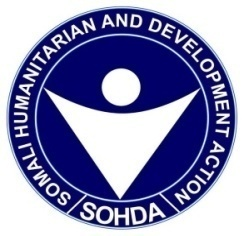 SOMALI HUMANITARIAN AND DEVELOPMENT ACTION
SOHDA